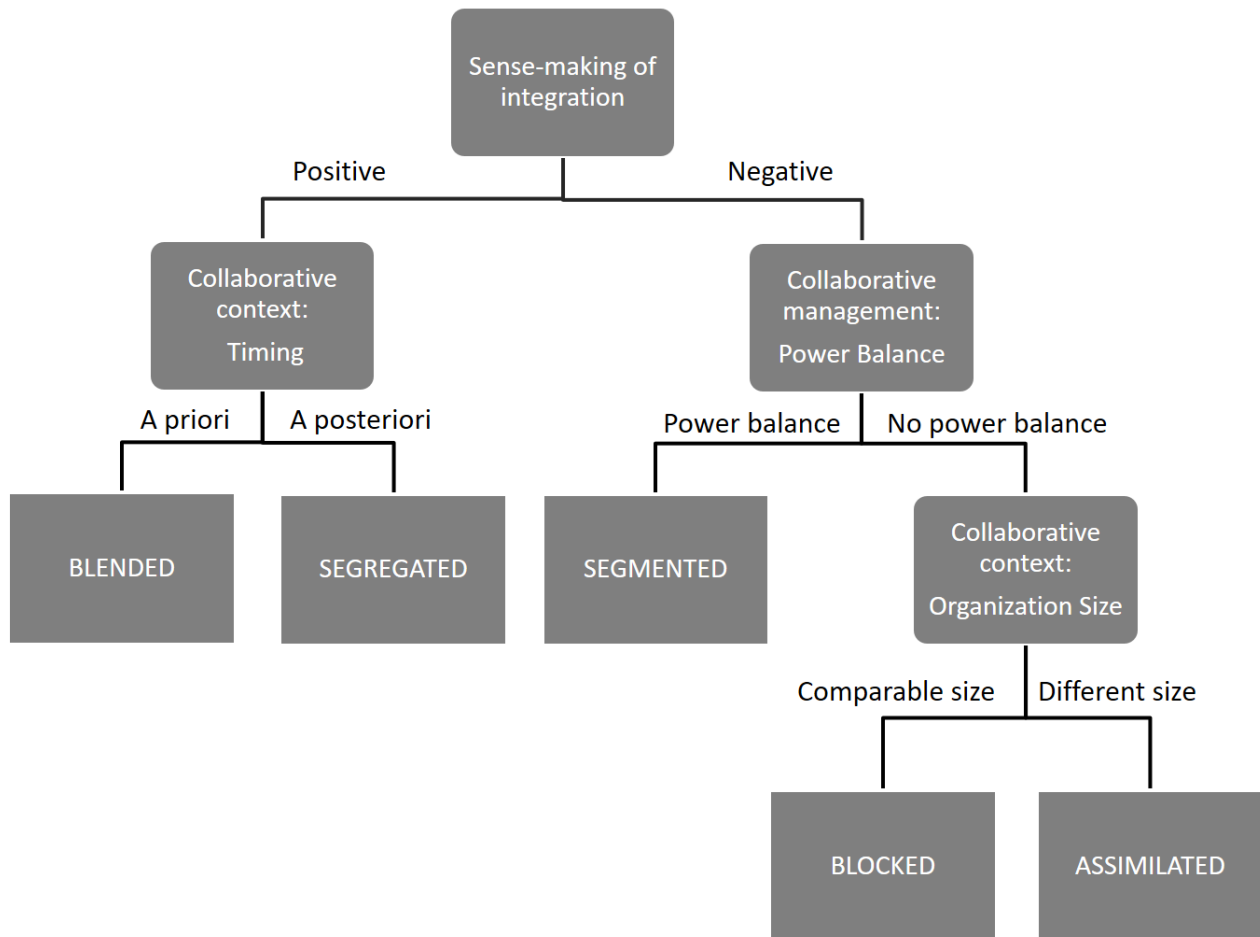 Sense-making of
integration
Positive
Negative
Collaborative
context:
Timing
Collaborative
management:
Power Balance
A priori
A posteriori
Power balance
No power balance
BLENDED
SEGREGATED
SEGMENTED
Collaborative
context:
Organization Size
Comparable size
Different size
BLOCKED
ASSIMILATED